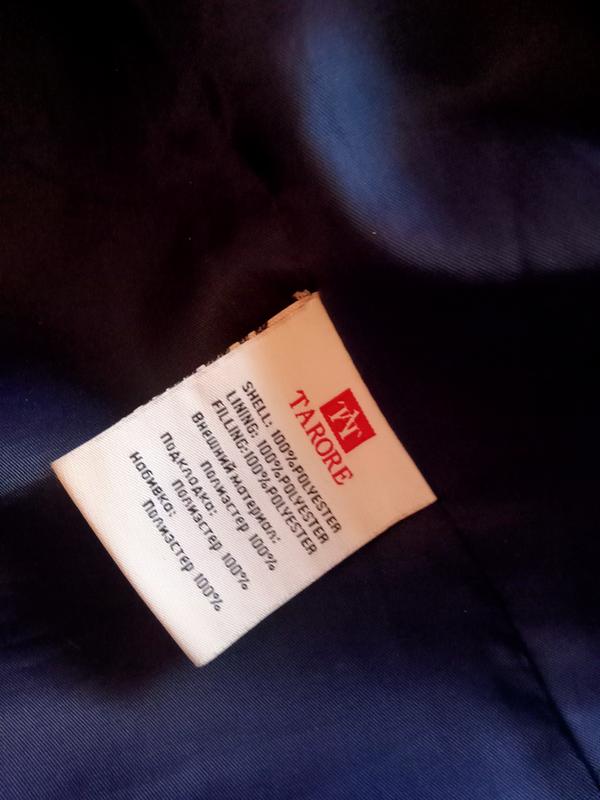 TARORE
SHELL: 100%POLYESTER
LINING: 100%POLYESTER
FILLING:100%POLYESTER
Внешний материал:
Полиэстер 100%
Подкладка:
Полиэстер 100%
Набивка:
Полиэстер 100%